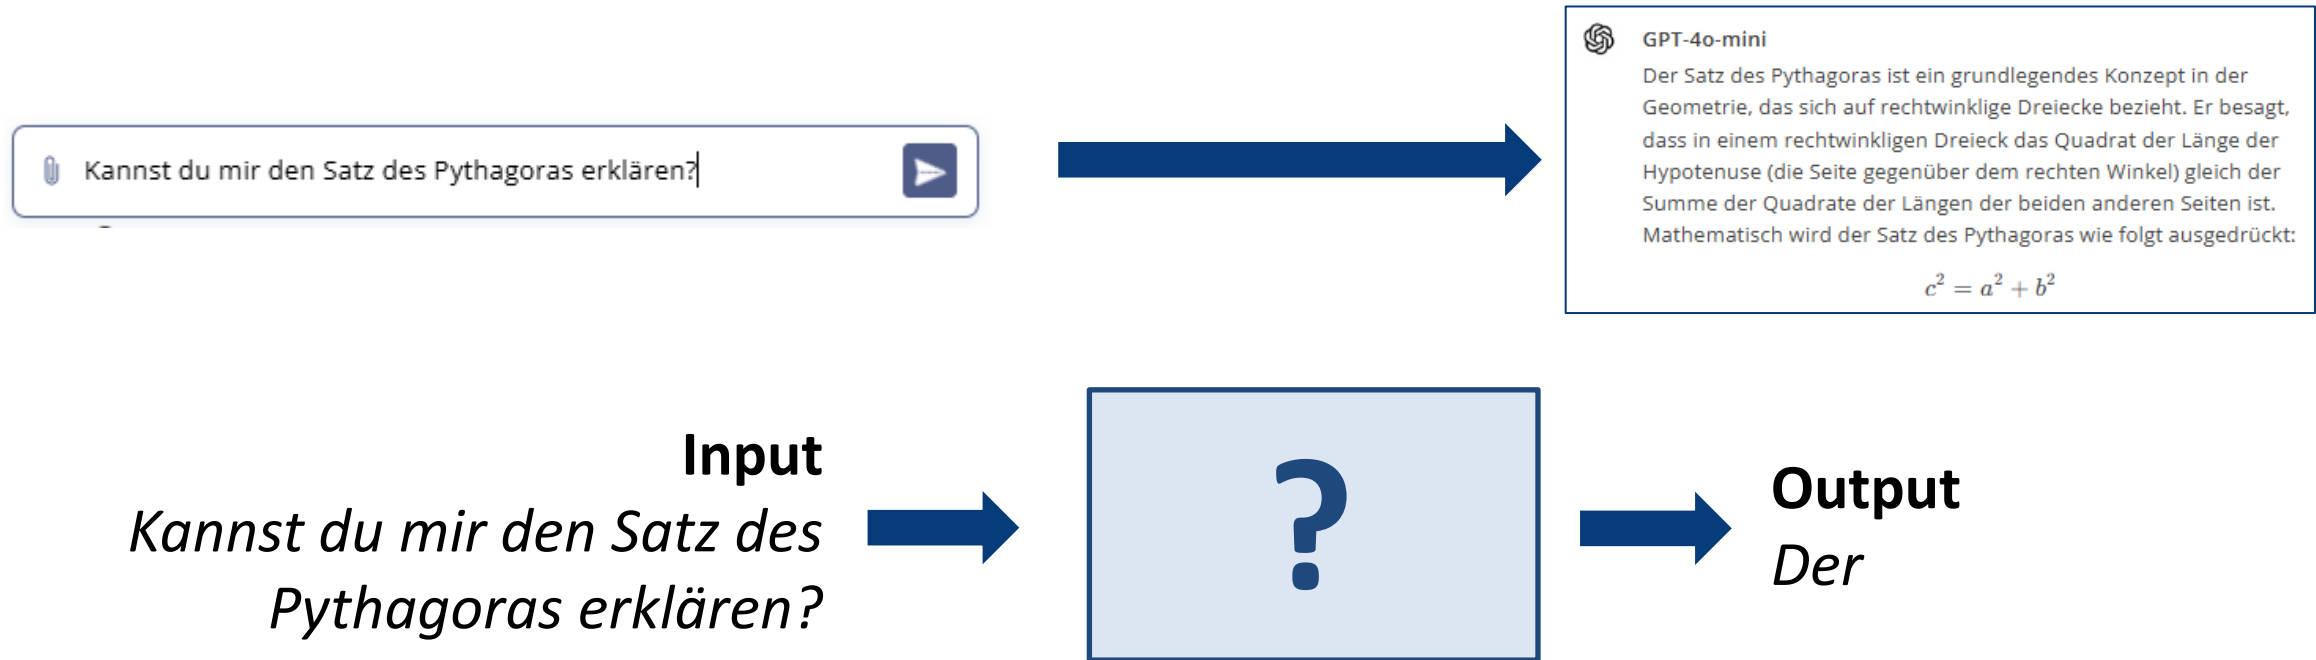 Kannst du mir den Satz des Pythagoras erklären?
GPT-4o-mini
Der Satz des Pythagoras ist ein grundlegendes Konzept in der
Geometrie, das sich auf rechtwinklige Dreiecke bezieht. Er besagt,
dass in einem rechtwinkligen Dreieck das Quadrat der Länge der
Hypotenuse (die Seite gegenüber dem rechten Winkel) gleich der
Summe der Quadrate der Längen der beiden anderen Seiten ist.
Mathematisch wird der Satz des Pythagoras wie folgt ausgedrückt:
c² = a² + b²
Input
Kannst du mir den Satz des
Pythagoras erklären?
?
Output
Der